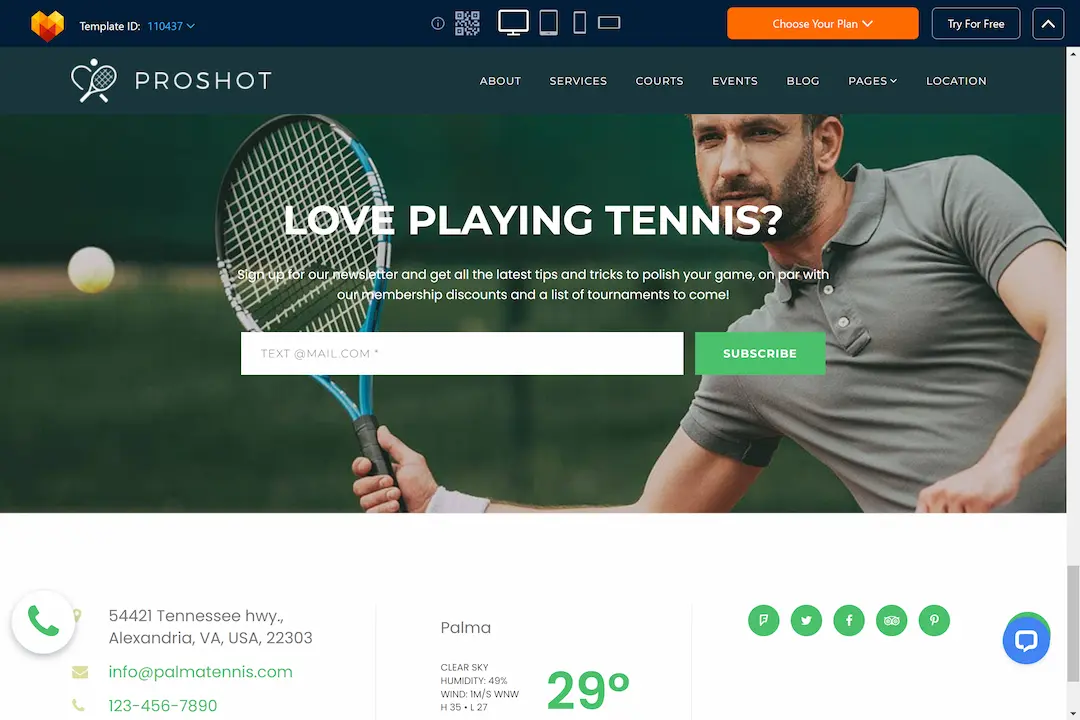 Template ID: 110437
Choose Your Plan
Try For Free
PROSHOT
ABOUT
SERVICES
COURTS
EVENTS
BLOG
PAGES
LOCATION
LOVE PLAYING TENNIS?
Sign up for our newsletter and get all the latest tips and tricks to polish your game, on par with
our membership discounts and a list of tournaments to come!
TEXT @MAIL.COM *
SUBSCRIBE
54421 Tennessee hwy.,
Alexandria, VA, USA, 22303
info@palmatennis.com
123-456-7890
Palma
CLEAR SKY
HUMIDITY: 49%
WIND: 1M/S WNW
H 35 • L 27
29°